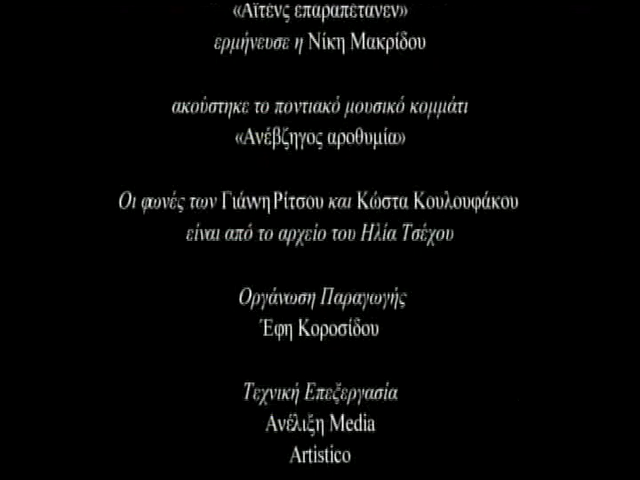 «Αϊτένς επαραπέτανεν»
ερμήνευσε η Νίκη Μακρίδου
ακούστηκε το ποντιακό μουσικό κομμάτι
«Ανέβζηγος αροθυμία»
Οι φωνές των Γιάννη Ρίτσου και Κώστα Κουλουφάκου
είναι από το αρχείο του Ηλία Τσέχου
Οργάνωση Παραγωγής
Έφη Κοροσίδου
Τεχνική Επεξεργασία
Ανέλιξη Media
Artistico